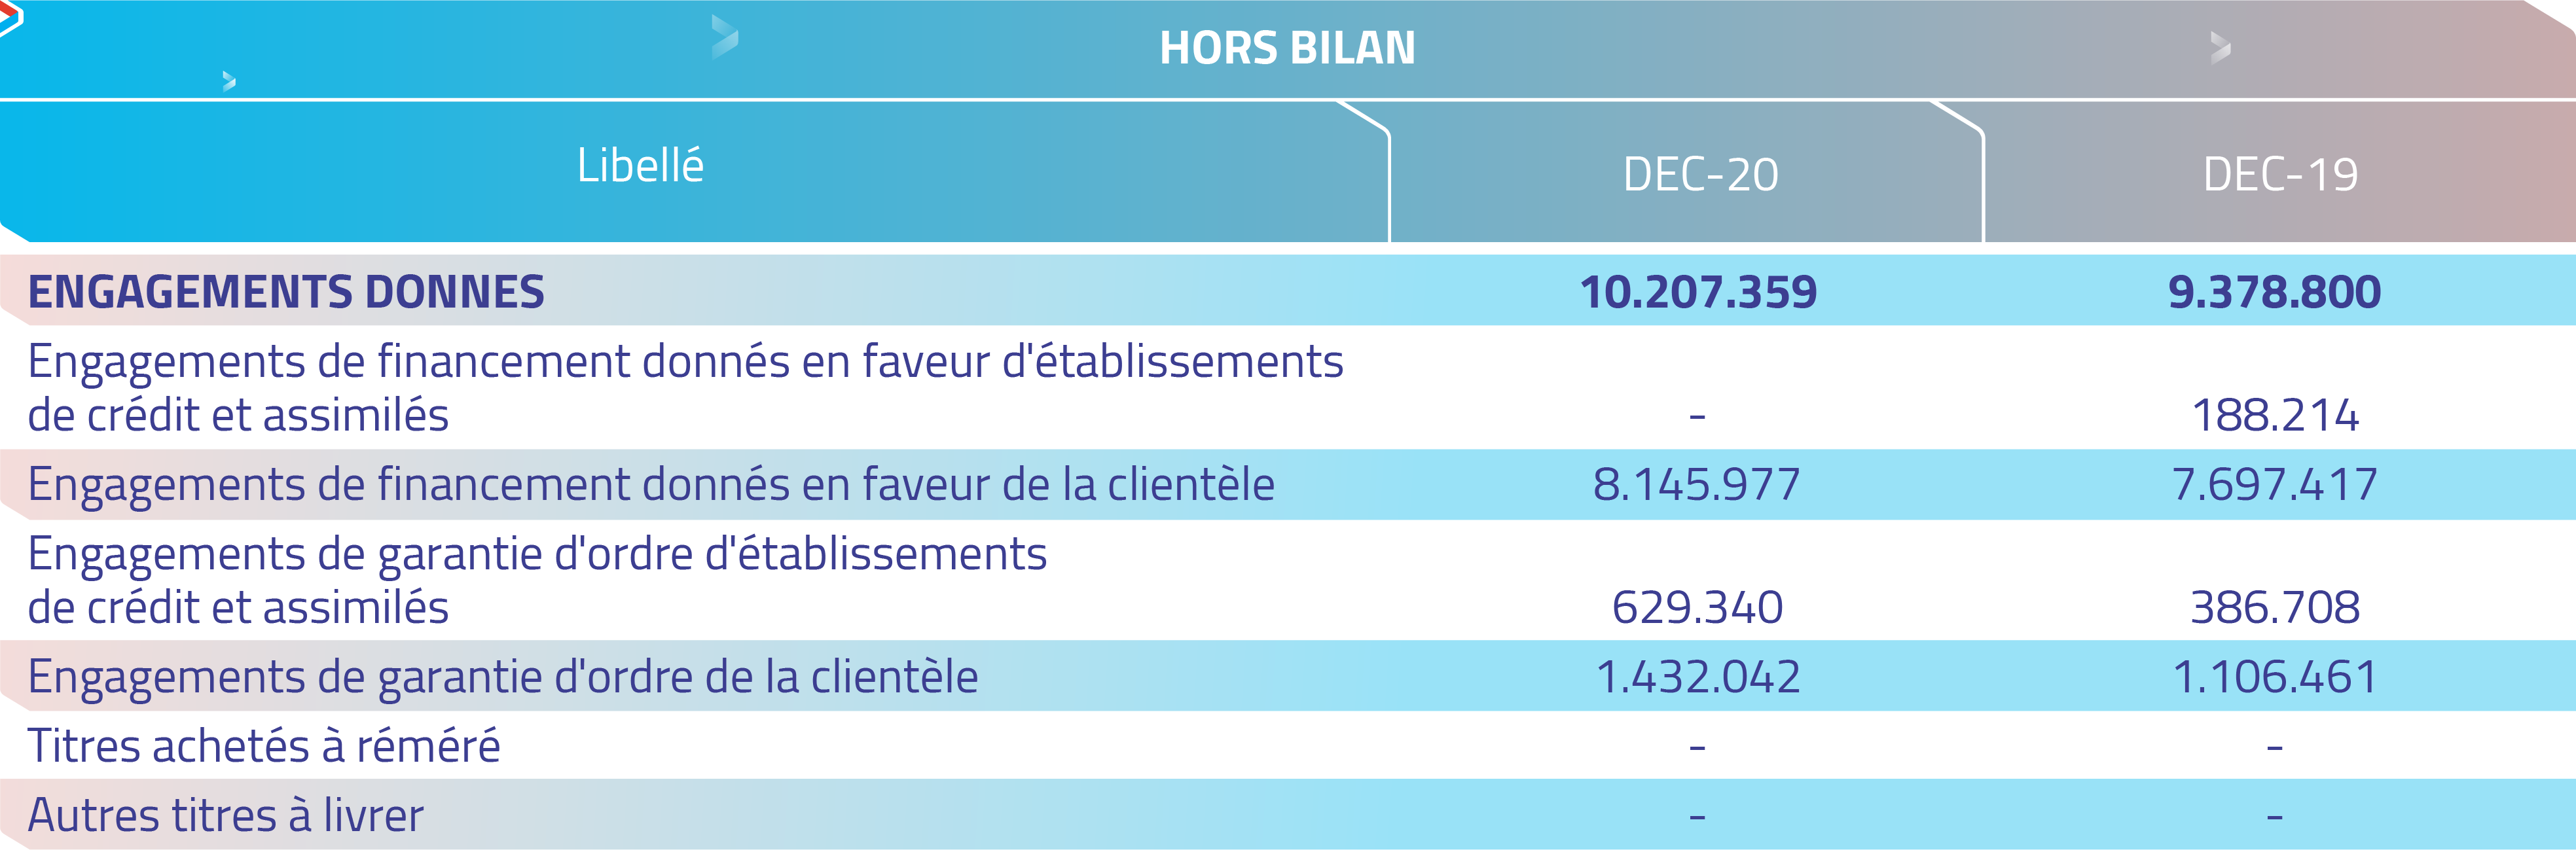 HORS BILAN
Libellé DEC-20 DEC-19
ENGAGEMENTS DONNES 10.207.359 9.378.800
Engagements de financement donnés en faveur d'établissements
de crédit et assimilés - 188.214
Engagements de financement donnés en faveur de la clientèle 8.145.977 7.697.417
Engagements de garantie d'ordre d'établissements
de crédit et assimilés 629.340 386.708
Engagements de garantie d'ordre de la clientèle 1.432.042 1.106.461
Titres achetés à réméré - -
Autres titres à livrer - -